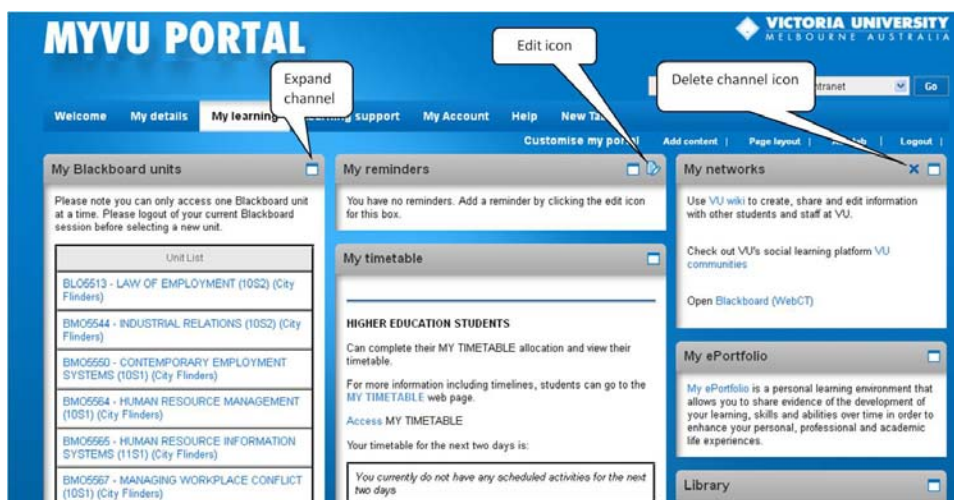 MYVU PORTAL
VICTORIA UNIVERSITY
MELBOURNE AUSTRALIA
Edit icon
Expand
channel
Delete channel icon
Go
Welcome
My details
My learning
support
My Account
Help
Customise my portal
Add content |
Page layout |
Logout |
My Blackboard units
Please note you can only access one Blackboard unit
at a time. Please logout of your current Blackboard
session before selecting a new unit.
Unit List
BLO5513 - LAW OF EMPLOYMENT (10S2) (City
Flinders)
BMO5544 - INDUSTRIAL RELATIONS (10S2) (City
Flinders)
BMO5550 - CONTEMPORARY EMPLOYMENT
SYSTEMS (10S1) (City Flinders)
BMO5564 - HUMAN RESOURCE MANAGEMENT
(10S1) (City Flinders)
BMO5565 - HUMAN RESOURCE INFORMATION
SYSTEMS (11S1) (City Flinders)
BMO5567 - MANAGING WORKPLACE CONFLICT
(10S1) (City Flinders)
My reminders
You have no reminders. Add a reminder by clicking the edit icon
for this box.
My timetable
HIGHER EDUCATION STUDENTS
Can complete their MY TIMETABLE allocation and view their
timetable.
For more information including timelines, students can go to the
MY TIMETABLE web page.
Access MY TIMETABLE
Your timetable for the next two days is:
You currently do not have any scheduled activities for the next
two days
My networks
Use VU wiki to create, share and edit information
with other students and staff at VU.
Check out VU's social learning platform VU
communities
Open Blackboard (WebCT)
My ePortfolio
My ePortfolio is a personal learning environment that
allows you to share evidence of the development of
your learning, skills and abilities over time in order to
enhance your personal, professional and academic
life experiences.
Library